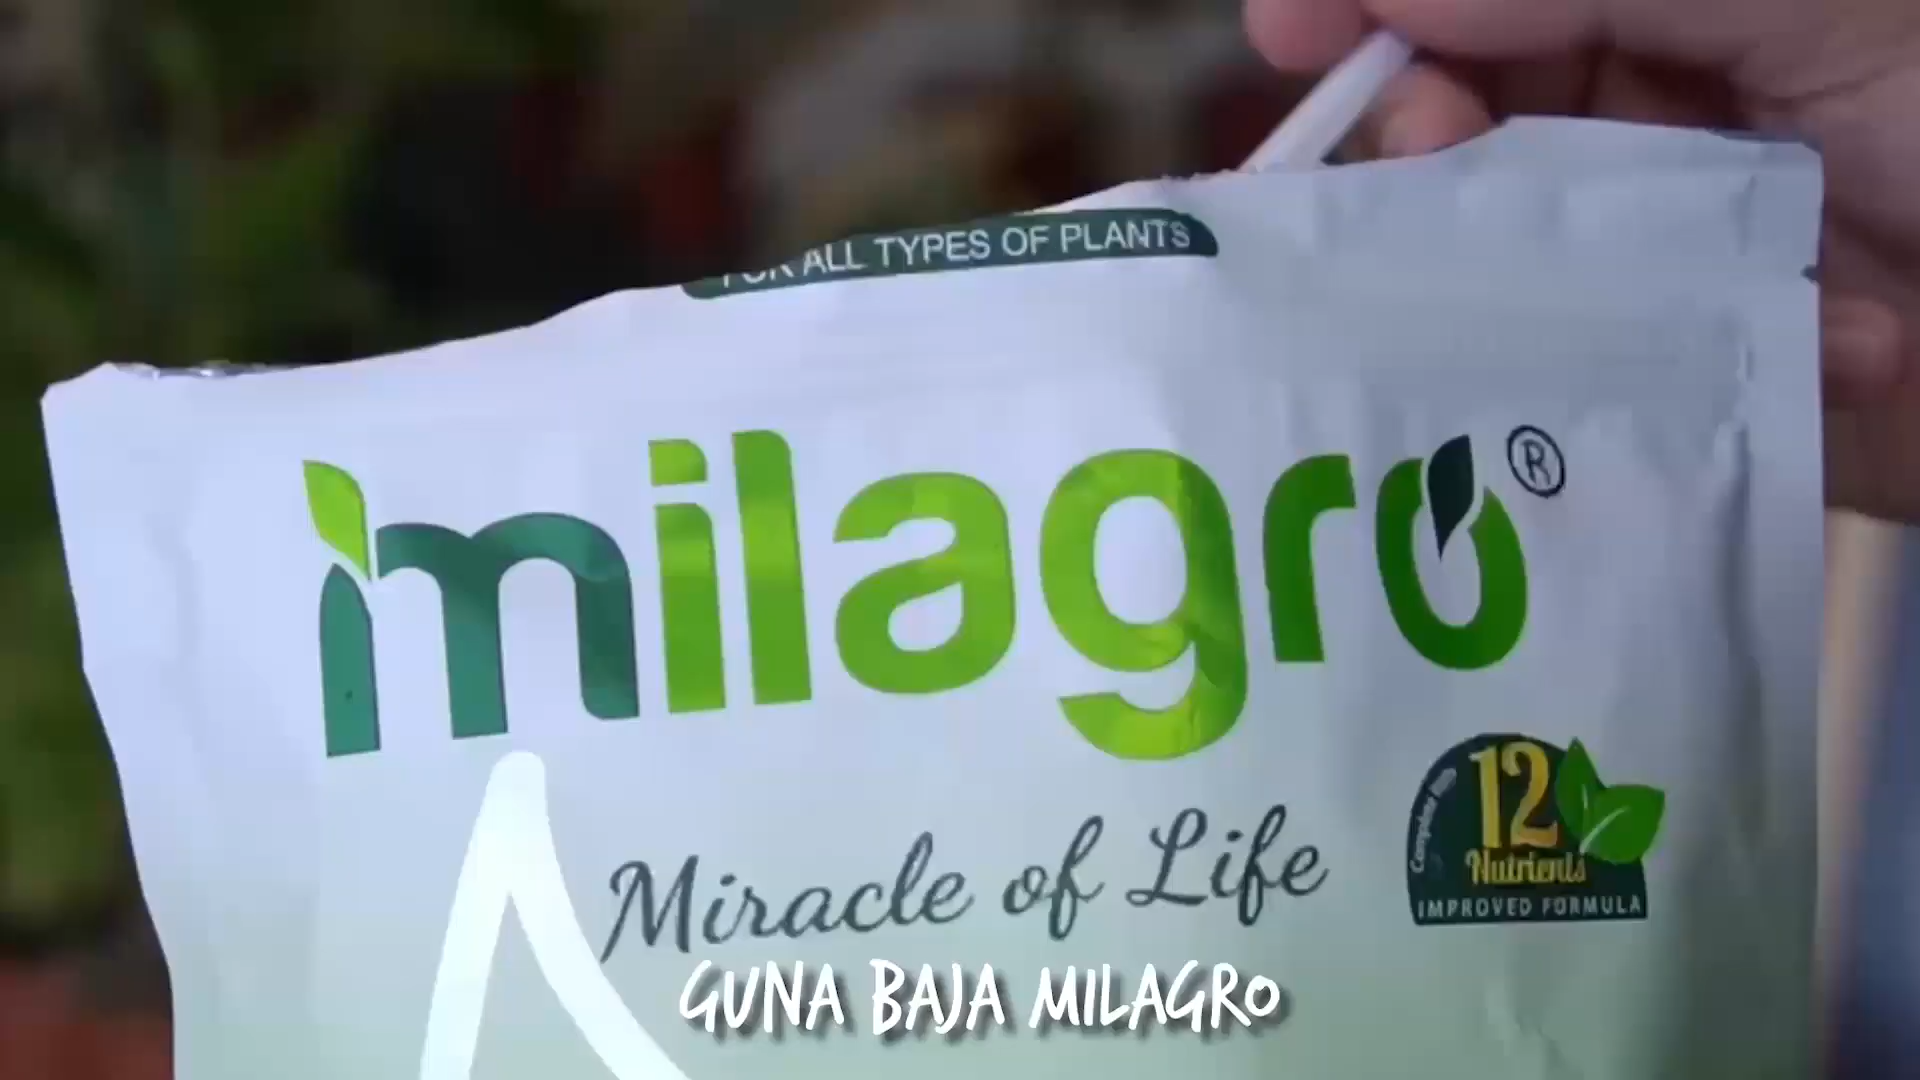 FOR ALL TYPES OF PLANTS
milagro®
12
Nutrients
IMPROVED FORMULA
Miracle of Life
GUNA BAJA MILAGRO